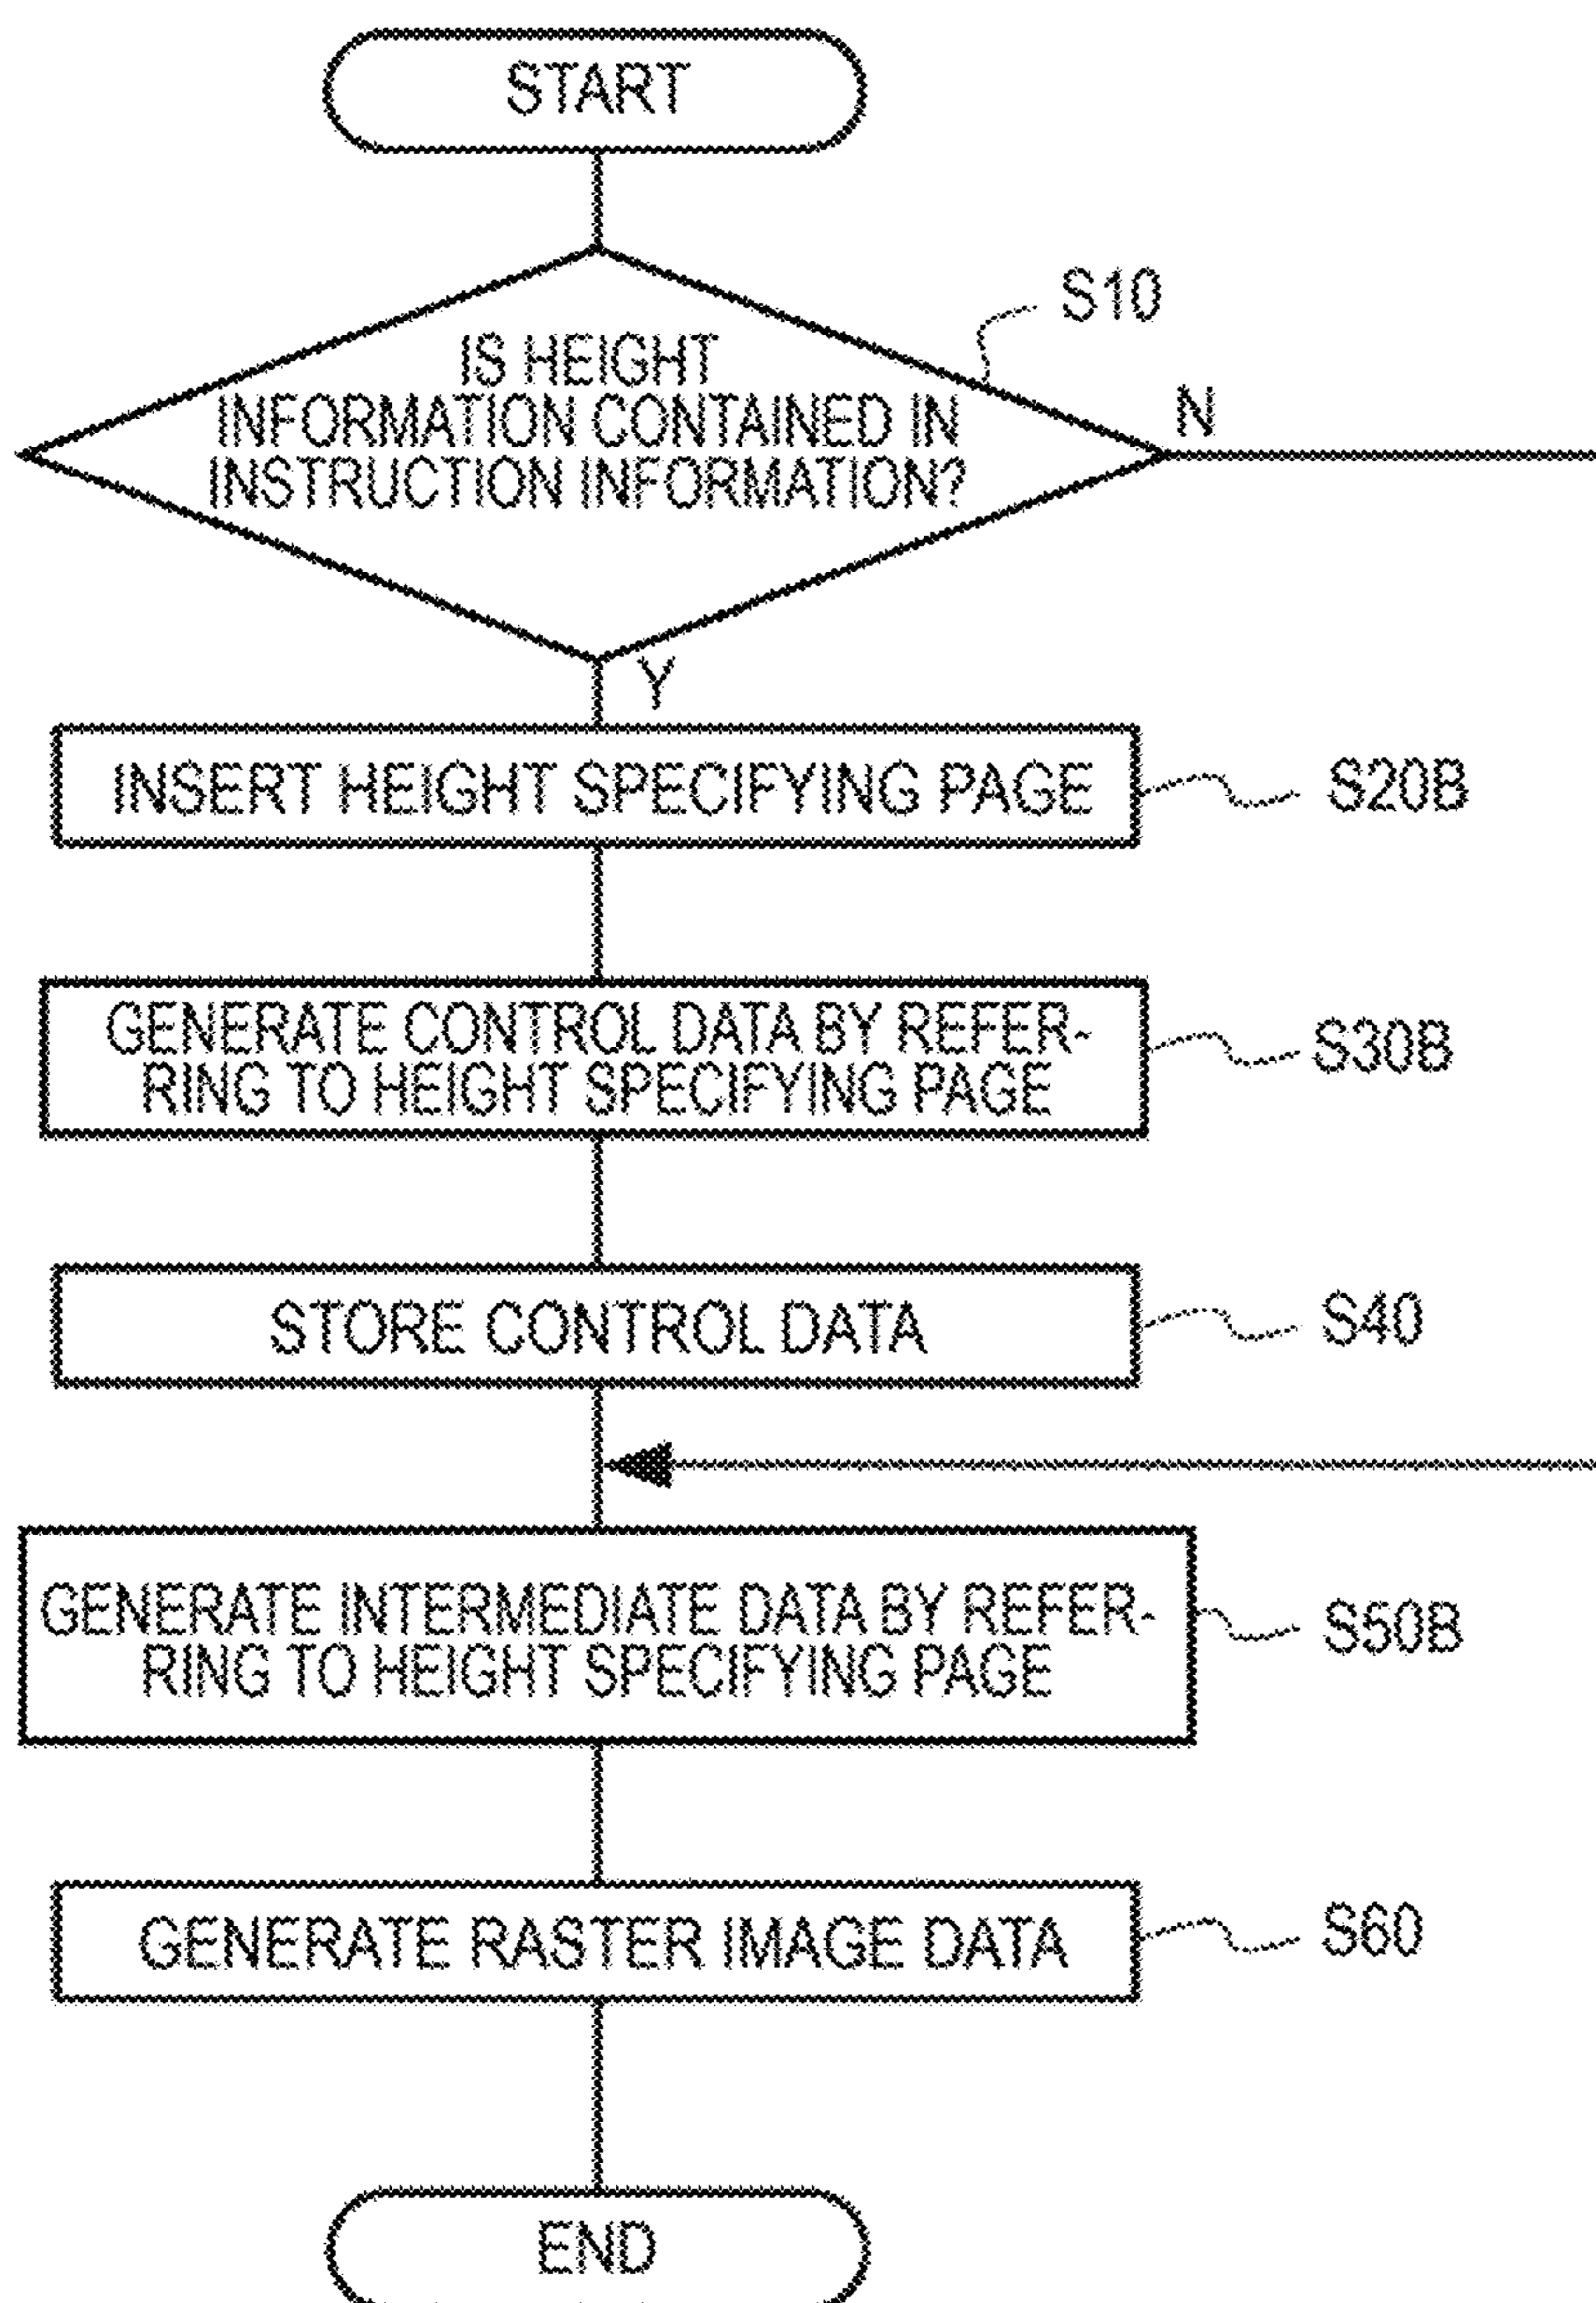 START
S10
IS HEIGHT
INFORMATION CONTAINED IN
INSTRUCTION INFORMATION?
N
Y
INSERT HEIGHT SPECIFYING PAGE
S20B
GENERATE CONTROL DATA BY REFER-
RING TO HEIGHT SPECIFYING PAGE
S30B
STORE CONTROL DATA
S40
GENERATE INTERMEDIATE DATA BY REFER-
RING TO HEIGHT SPECIFYING PAGE
S50B
GENERATE RASTER IMAGE DATA
S60
END